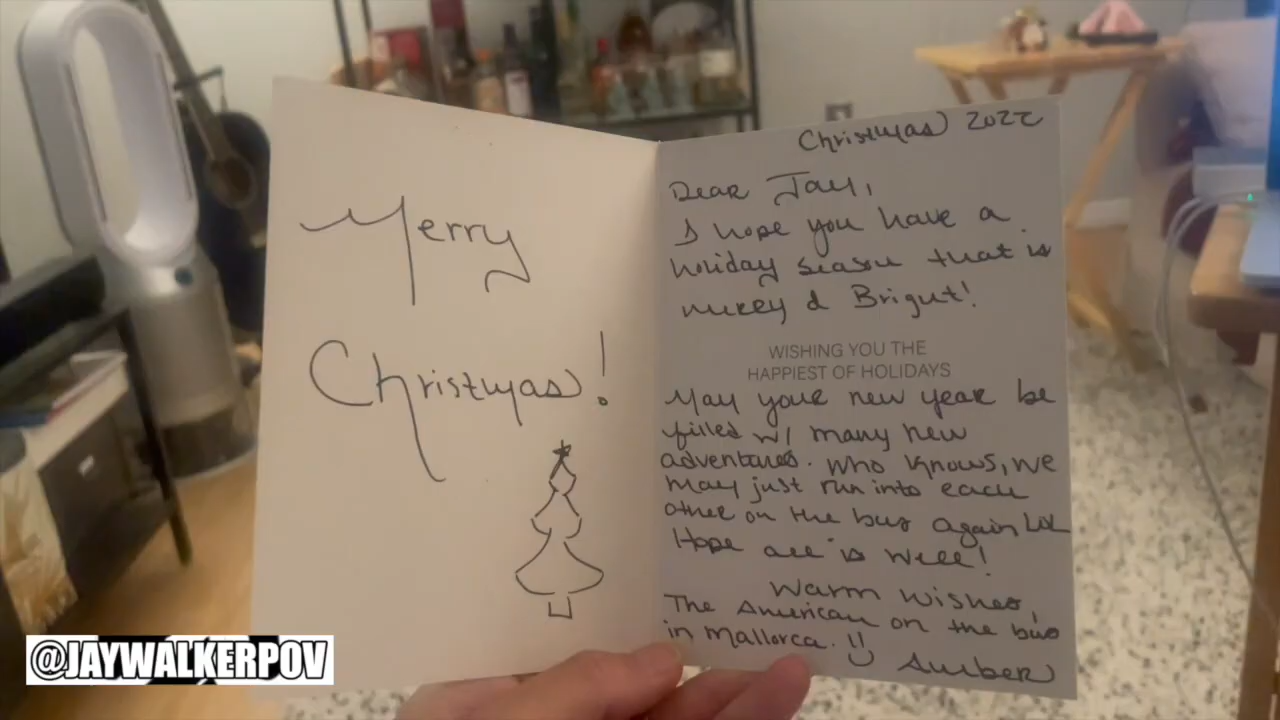 Merry
Christmas!
Christmas 2022
Dear Jay,
I hope you have a
holiday season that is
merry & Bright!
WISHING YOU THE
HAPPIEST OF HOLIDAYS
May your new year be
filled w/ many new
adventures. Who knows, we
may just run into each
other on the bus again LOL
Hope all is well!
Warm wishes,
The American on the bus
in Mallorca. !!
Amber
@JAYWALKERPOV